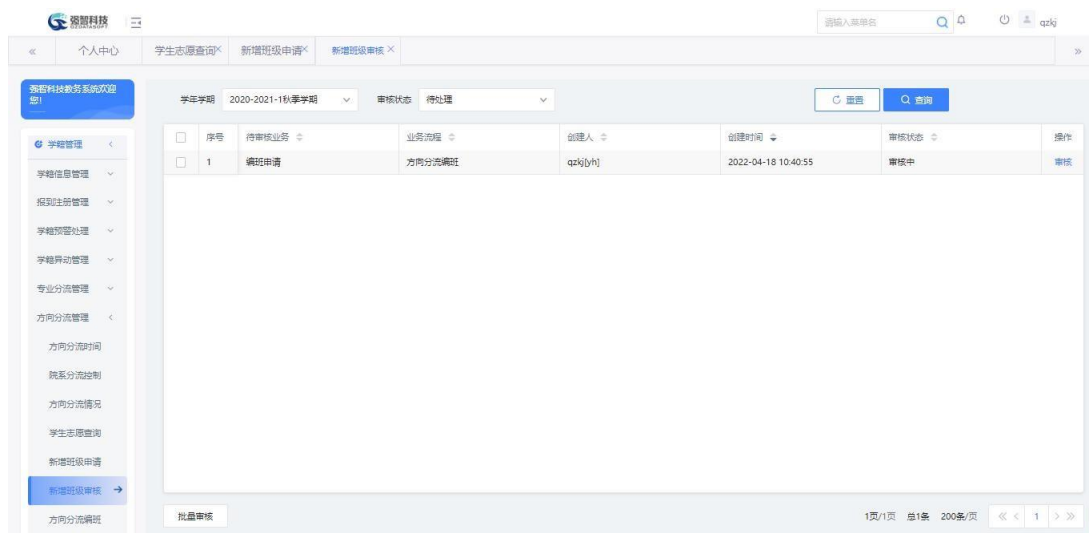 强智科技
QZDATASOFT
请输入菜单名
qzkj
个人中心 学生志愿查询 新增班级申请 新增班级审核
强智科技教务系统欢迎
您!
学年学期 2020-2021-1秋季学期 审核状态 待处理 重置 查询
序号 待审核业务 业务流程 创建人 创建时间 审核状态 操作
1 编班申请 方向分流编班 qzkj[yh] 2022-04-18 10:40:55 审核中 审核
学籍管理
学籍信息管理
报到注册管理
学籍预警处理
学籍异动管理
专业分流管理
方向分流管理
方向分流时间
院系分流控制
方向分流情况
学生志愿查询
新增班级申请
新增班级审核
方向分流编班
批量审核 1页/1页 总1条 200条/页 1